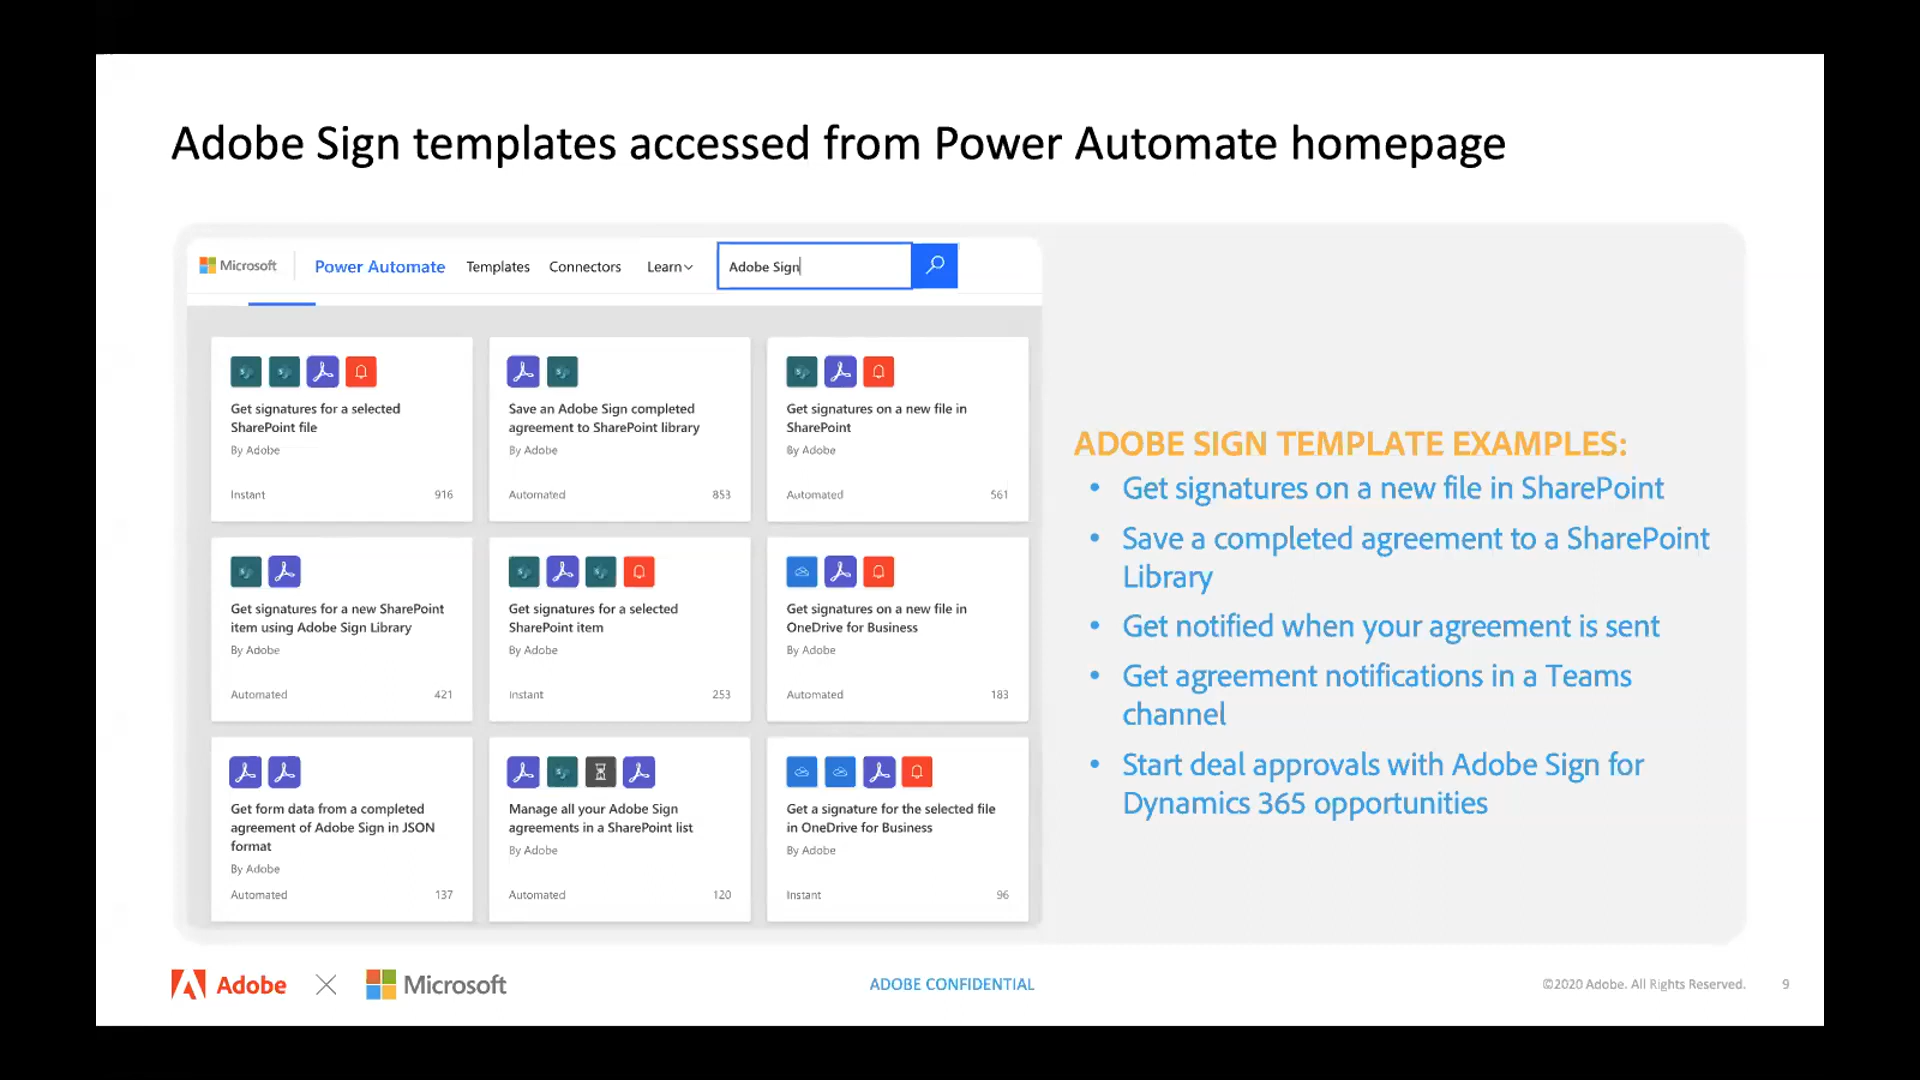 Adobe Sign templates accessed from Power Automate homepage
Microsoft Power Automate Templates Connectors Learn Adobe Sign
Get signatures for a selected
SharePoint file
By Adobe
Instant 916
Save an Adobe Sign completed
agreement to SharePoint library
By Adobe
Automated 853
Get signatures on a new file in
SharePoint
By Adobe
Automated 561
Get signatures for a new SharePoint
item using Adobe Sign Library
By Adobe
Automated 421
Get signatures for a selected
SharePoint item
By Adobe
Instant 253
Get signatures on a new file in
OneDrive for Business
By Adobe
Automated 183
Get form data from a completed
agreement of Adobe Sign in JSON
format
By Adobe
Automated 137
Manage all your Adobe Sign
agreements in a SharePoint list
By Adobe
Automated 120
Get a signature for the selected file
in OneDrive for Business
By Adobe
Instant 96
ADOBE SIGN TEMPLATE EXAMPLES:
• Get signatures on a new file in SharePoint
• Save a completed agreement to a SharePoint
Library
• Get notified when your agreement is sent
• Get agreement notifications in a Teams
channel
• Start deal approvals with Adobe Sign for
Dynamics 365 opportunities
Adobe × Microsoft
ADOBE CONFIDENTIAL
©2020 Adobe. All Rights Reserved. 9